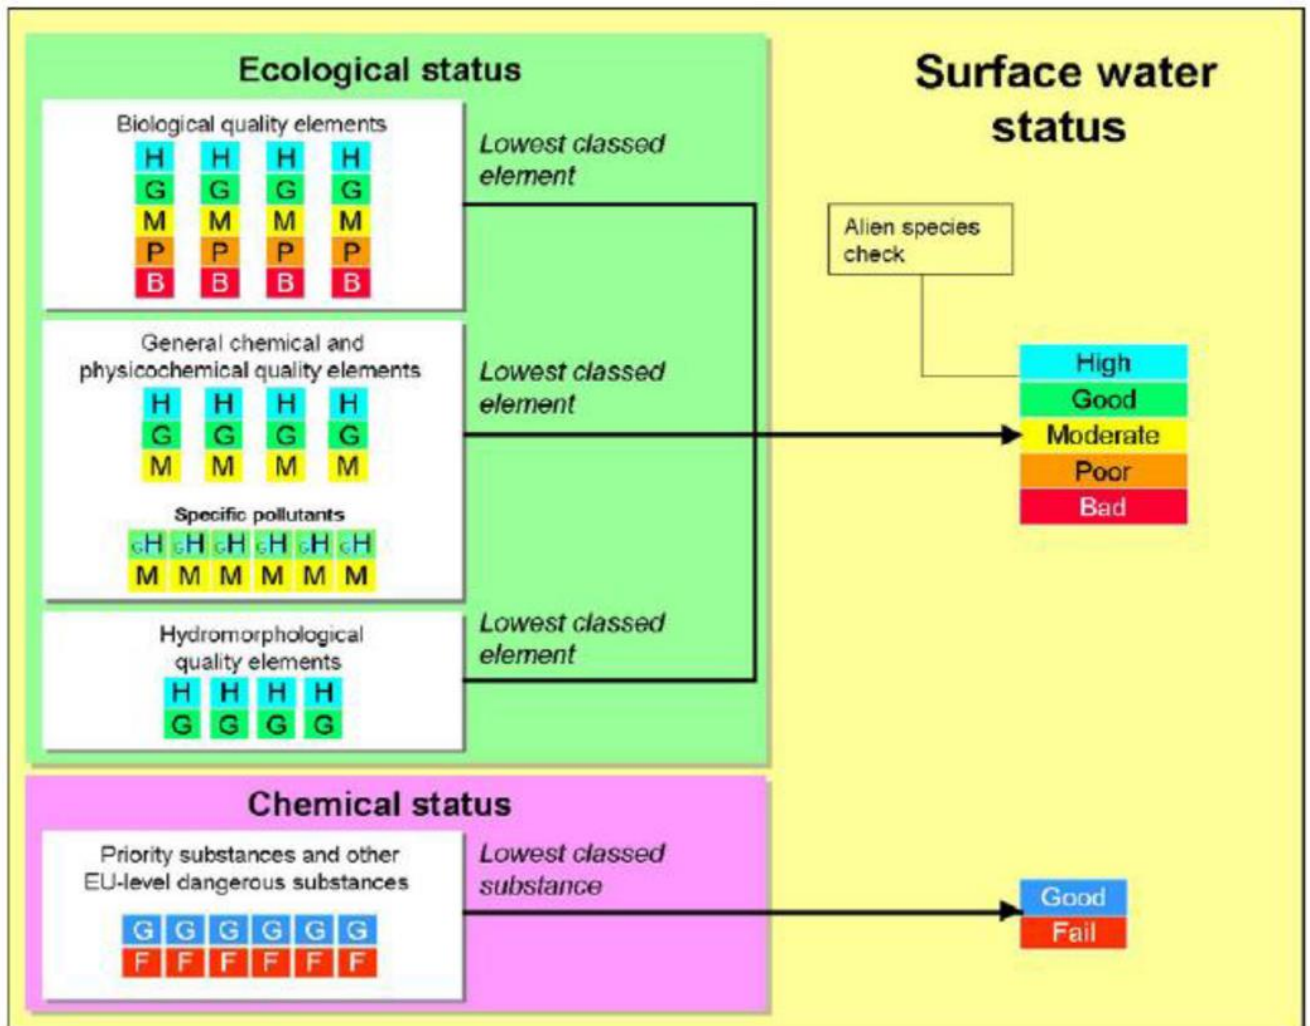 Ecological status
Surface water
status
Biological quality elements
H H H H
G G G G
M M M M
P P P P
B B B B
Lowest classed
element
Alien species
check
General chemical and
physicochemical quality elements
H H H H
G G G G
M M M M
Lowest classed
element
High
Good
Moderate
Poor
Bad
Specific pollutants
GH GH GH GH GH GH
M M M M M M
Hydromorphological
quality elements
H H H H
G G G G
Lowest classed
element
Chemical status
Priority substances and other
EU-level dangerous substances
G G G G G G
F F F F F F
Lowest classed
substance
Good
Fail